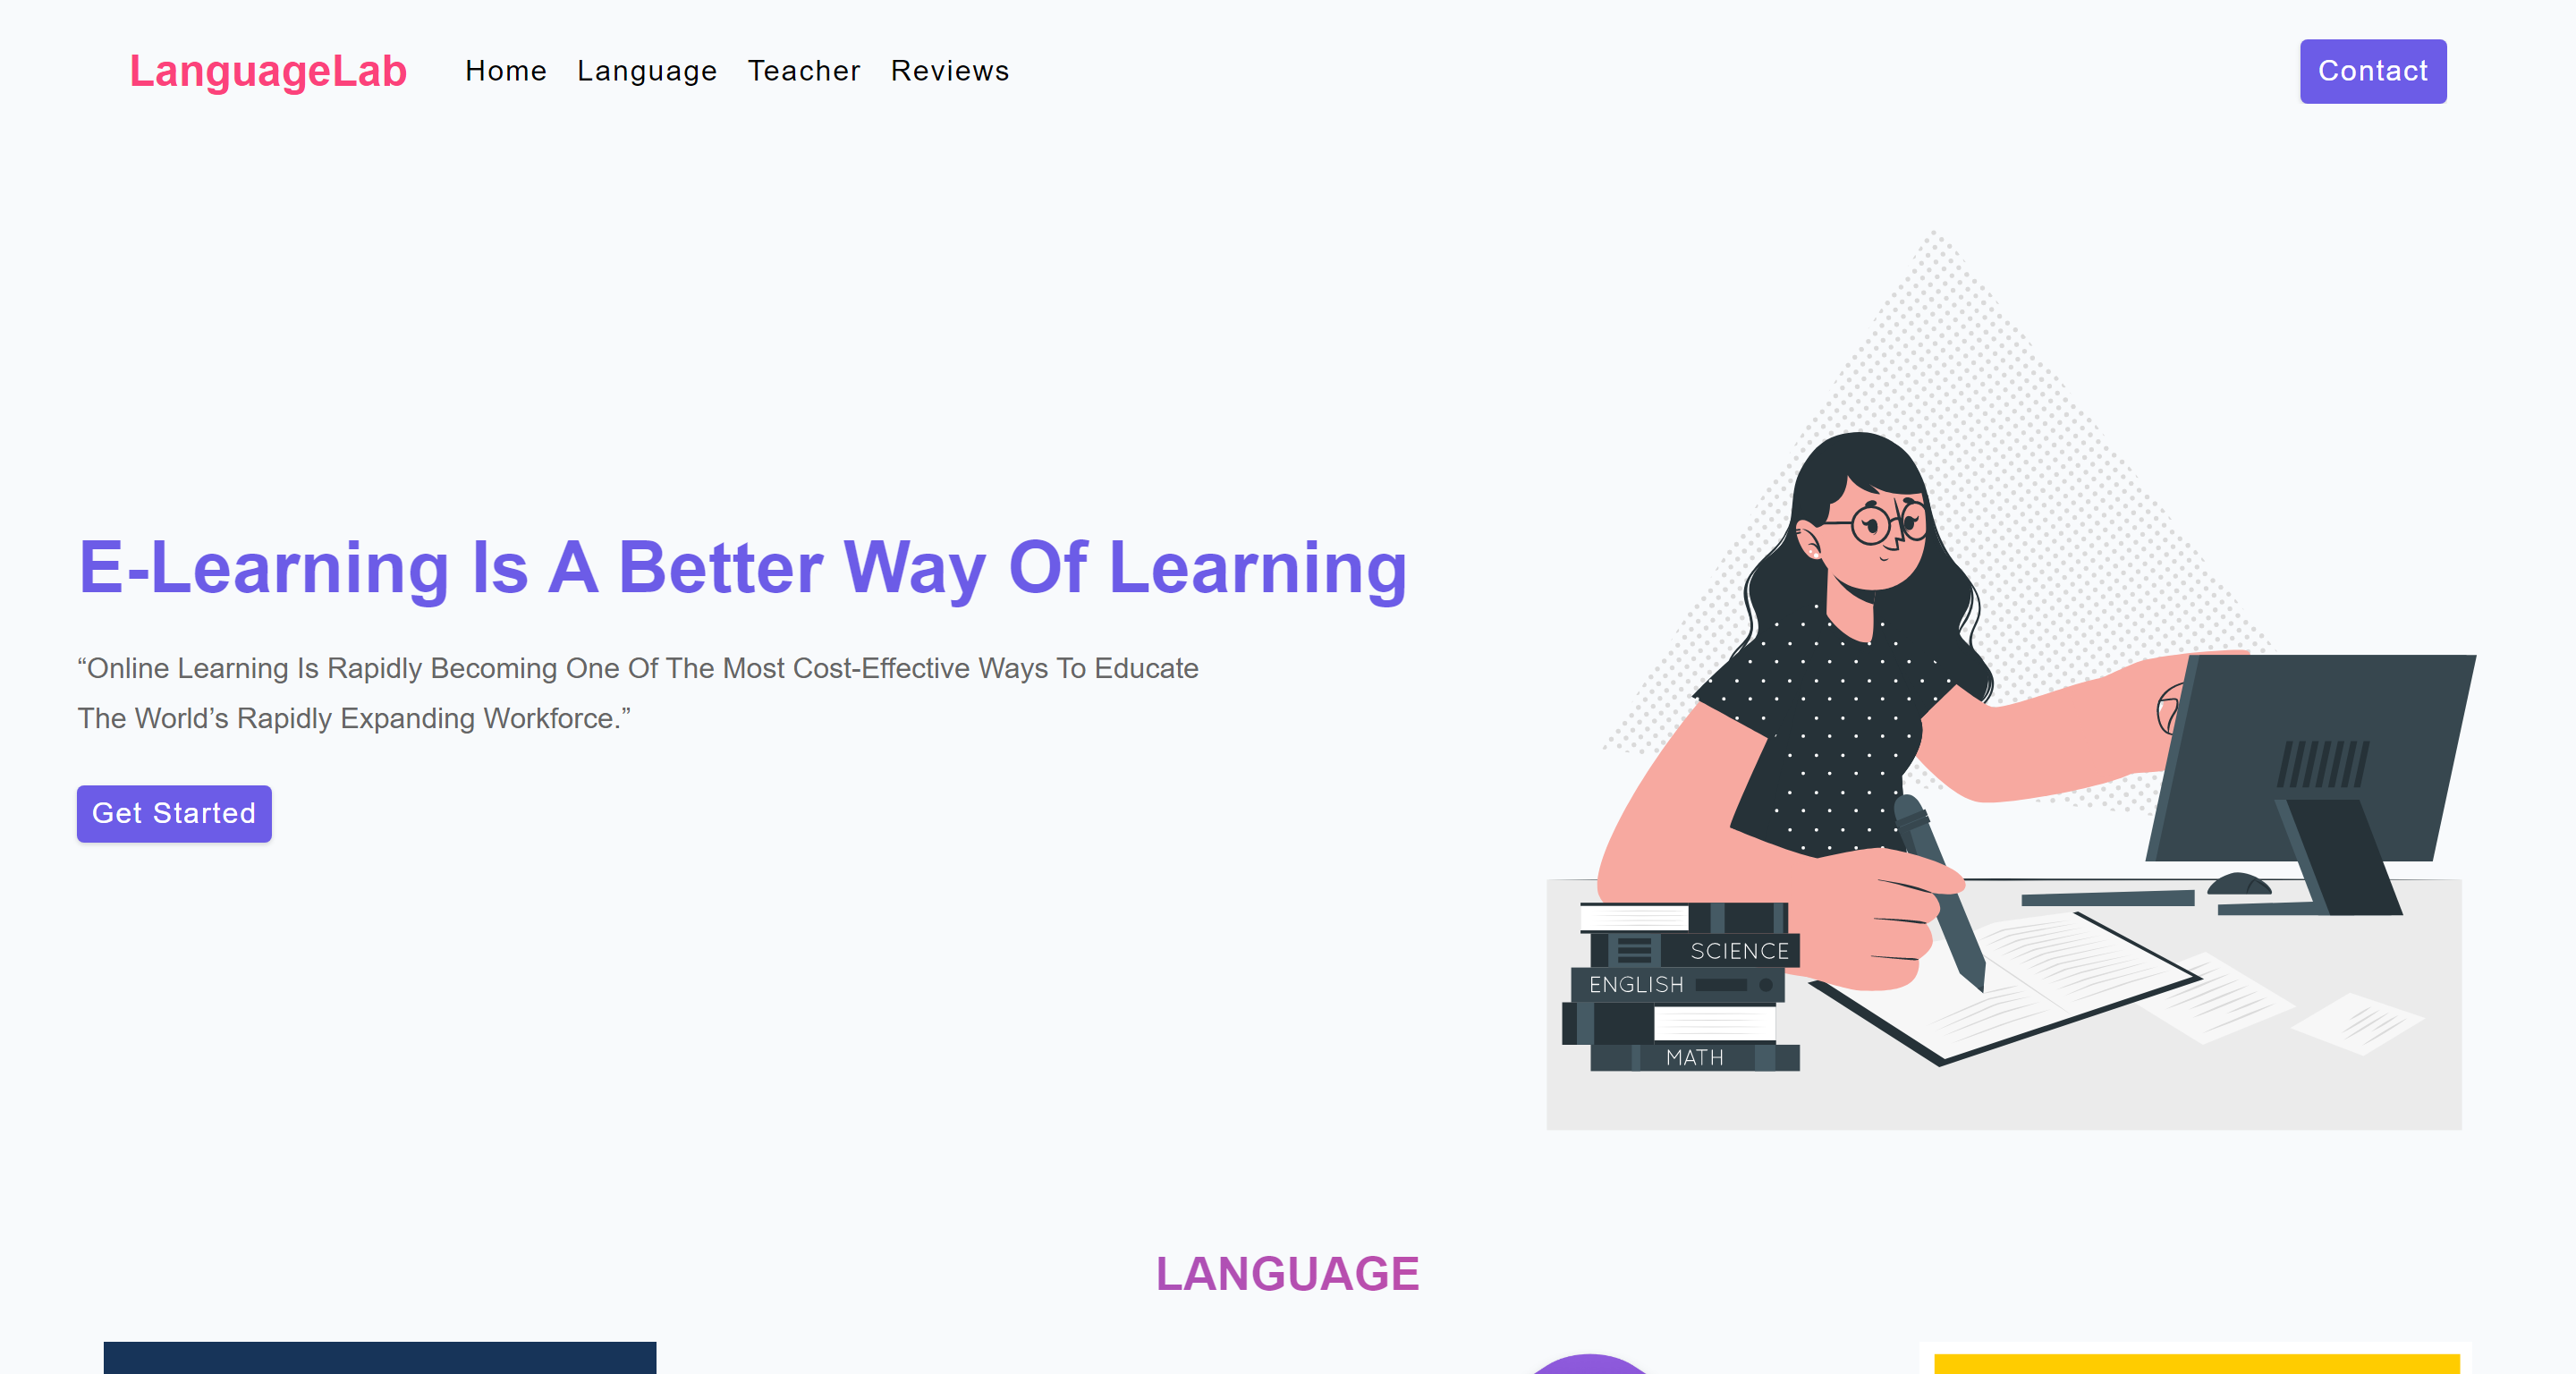 LanguageLab
Home Language Teacher Reviews
Contact
E-Learning Is A Better Way Of Learning
“Online Learning Is Rapidly Becoming One Of The Most Cost-Effective Ways To Educate
The World’s Rapidly Expanding Workforce.”
Get Started
SCIENCE
ENGLISH
MATH
LANGUAGE